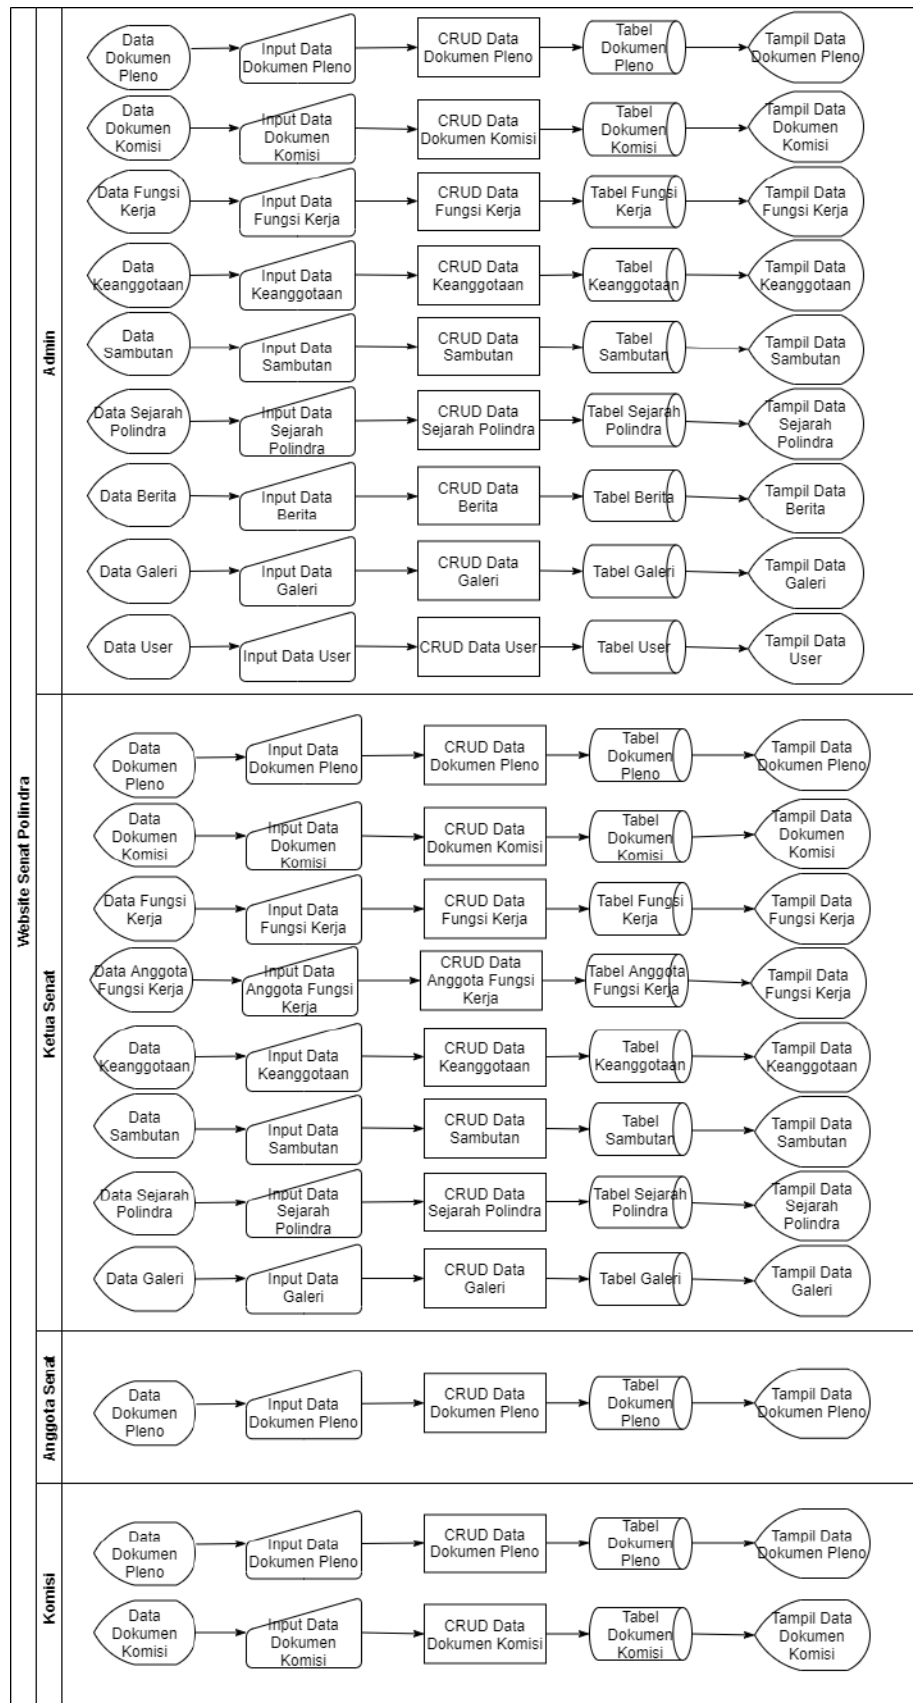 Website Senat Polindra
Admin
Data
Dokumen
Pleno
Input Data
Dokumen Pleno
CRUD Data
Dokumen Pleno
Tabel
Dokumen
Pleno
Tampil Data
Dokumen Pleno
Data
Dokumen
Komisi
Input Data
Dokumen
Komisi
CRUD Data
Dokumen Komisi
Tabel
Dokumen
Komisi
Tampil Data
Dokumen
Komisi
Data Fungsi
Kerja
Input Data
Fungsi Kerja
CRUD Data
Fungsi Kerja
Tabel Fungsi
Kerja
Tampil Data
Fungsi Kerja
Data
Keanggotaan
Input Data
Keanggotaan
CRUD Data
Keanggotaan
Tabel
Keanggotaan
Tampil Data
Keanggotaan
Data
Sambutan
Input Data
Sambutan
CRUD Data
Sambutan
Tabel
Sambutan
Tampil Data
Sambutan
Data Sejarah
Polindra
Input Data
Sejarah
Polindra
CRUD Data
Sejarah Polindra
Tabel Sejarah
Polindra
Tampil Data
Sejarah
Polindra
Data Berita
Input Data
Berita
CRUD Data
Berita
Tabel Berita
Tampil Data
Berita
Data Galeri
Input Data
Galeri
CRUD Data
Galeri
Tabel Galeri
Tampil Data
Galeri
Data User
Input Data User
CRUD Data User
Tabel User
Tampil Data
User
Ketua Senat
Data
Dokumen
Pleno
Input Data
Dokumen Pleno
CRUD Data
Dokumen Pleno
Tabel
Dokumen
Pleno
Tampil Data
Dokumen Pleno
Data
Dokumen
Komisi
Input Data
Dokumen
Komisi
CRUD Data
Dokumen Komisi
Tabel
Dokumen
Komisi
Tampil Data
Dokumen
Komisi
Data Fungsi
Kerja
Input Data
Fungsi Kerja
CRUD Data
Fungsi Kerja
Tabel Fungsi
Kerja
Tampil Data
Fungsi Kerja
Data Anggota
Fungsi Kerja
Input Data
Anggota Fungsi
Kerja
CRUD Data
Anggota Fungsi
Kerja
Tabel Anggota
Fungsi Kerja
Tampil Data
Fungsi Kerja
Data
Keanggotaan
Input Data
Keanggotaan
CRUD Data
Keanggotaan
Tabel
Keanggotaan
Tampil Data
Keanggotaan
Data
Sambutan
Input Data
Sambutan
CRUD Data
Sambutan
Tabel
Sambutan
Tampil Data
Sambutan
Data Sejarah
Polindra
Input Data
Sejarah
Polindra
CRUD Data
Sejarah Polindra
Tabel Sejarah
Polindra
Tampil Data
Sejarah
Polindra
Data Galeri
Input Data
Galeri
CRUD Data
Galeri
Tabel Galeri
Tampil Data
Galeri
Anggota Senat
Data
Dokumen
Pleno
Input Data
Dokumen Pleno
CRUD Data
Dokumen Pleno
Tabel
Dokumen
Pleno
Tampil Data
Dokumen Pleno
Komisi
Data
Dokumen
Pleno
Input Data
Dokumen Pleno
CRUD Data
Dokumen Pleno
Tabel
Dokumen
Pleno
Tampil Data
Dokumen Pleno
Data
Dokumen
Komisi
Input Data
Dokumen
Komisi
CRUD Data
Dokumen Komisi
Tabel
Dokumen
Komisi
Tampil Data
Dokumen
Komisi